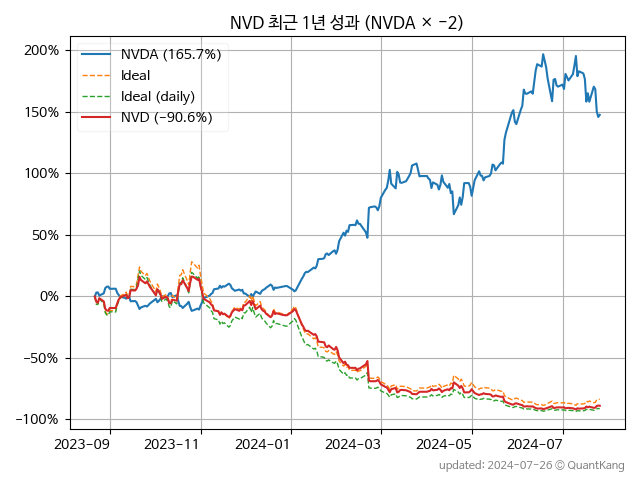 NVD 최근 1년 성과 (NVDA × −2)
NVDA (165.7%)
Ideal
Ideal (daily)
NVD (−90.6%)
200%
150%
100%
50%
0%
−50%
−100%
2023-09 2023-11 2024-01 2024-03 2024-05 2024-07
updated: 2024-07-26 © QuantKang